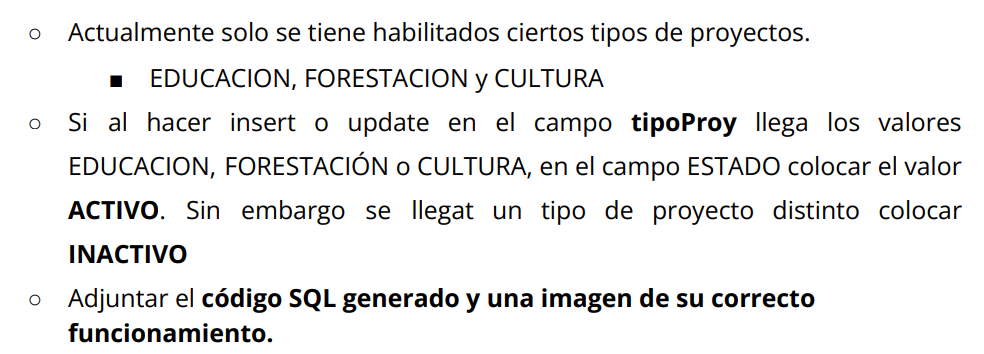 ○ Actualmente solo se tiene habilitados ciertos tipos de proyectos.
■ EDUCACION, FORESTACION y CULTURA
○ Si al hacer insert o update en el campo tipoProy llega los valores
EDUCACION, FORESTACIÓN o CULTURA, en el campo ESTADO colocar el valor
ACTIVO. Sin embargo se llegat un tipo de proyecto distinto colocar
INACTIVO
○ Adjuntar el código SQL generado y una imagen de su correcto
funcionamiento.